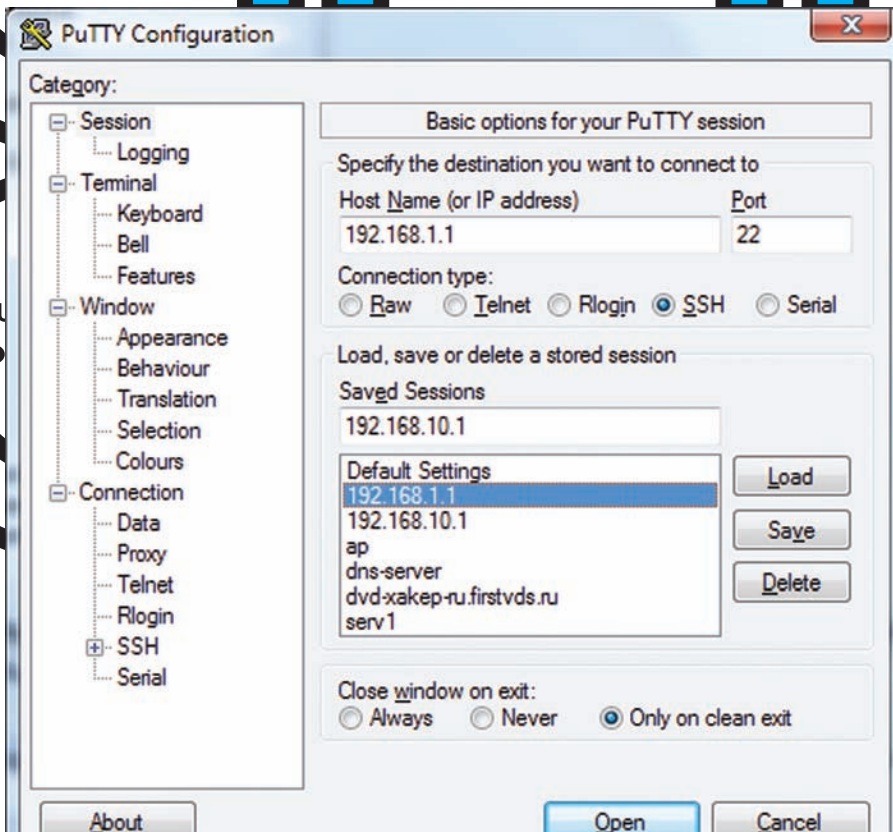 PuTTY Configuration
Category:
Session
Logging
Terminal
Keyboard
Bell
Features
Window
Appearance
Behaviour
Translation
Selection
Colours
Connection
Data
Proxy
Telnet
Rlogin
SSH
Serial
Basic options for your PuTTY session
Specify the destination you want to connect to
Host Name (or IP address) Port
192.168.1.1 22
Connection type:
Raw Telnet Rlogin SSH Serial
Load, save or delete a stored session
Saved Sessions
192.168.10.1
Default Settings
192.168.1.1
192.168.10.1
ap
dns-server
dvd-xakep-ru.firstvds.ru
serv1
Load
Save
Delete
Close window on exit:
Always Never Only on clean exit
About Open Cancel